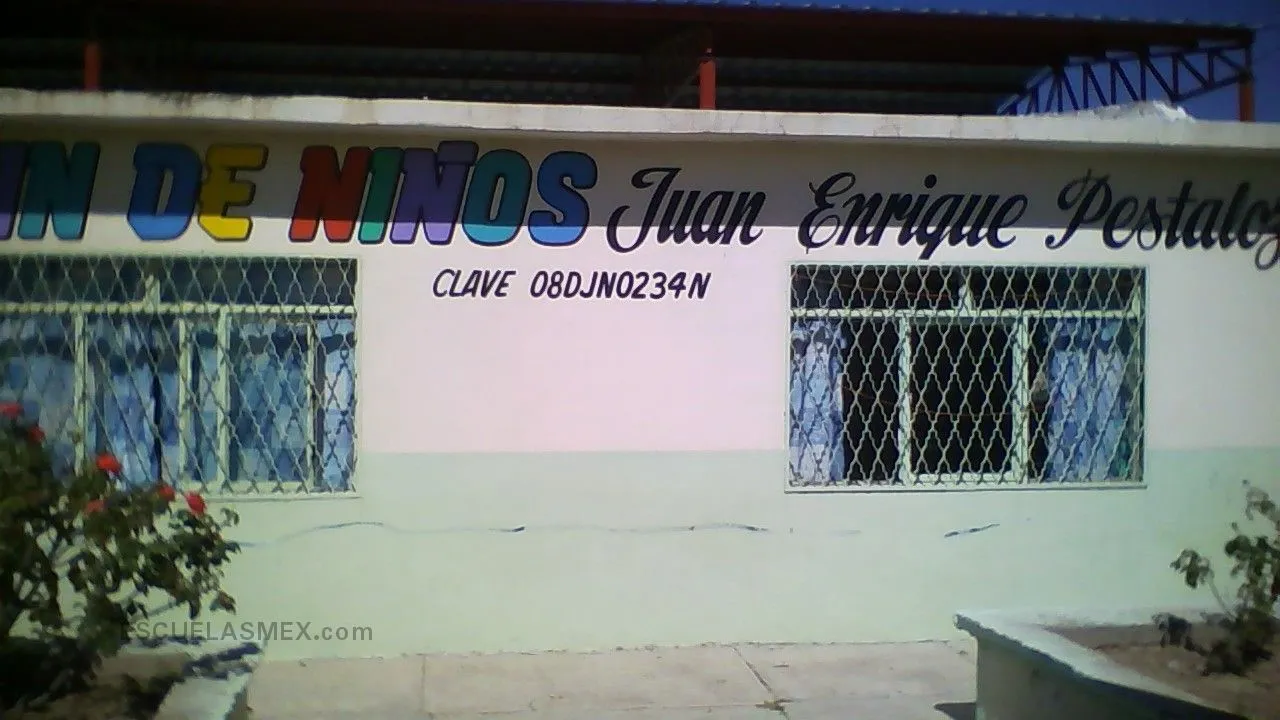 IN DE NIÑOS Juan Enrique Pestaloz
CLAVE 08DJN0234N
ESCUELASMEX.com